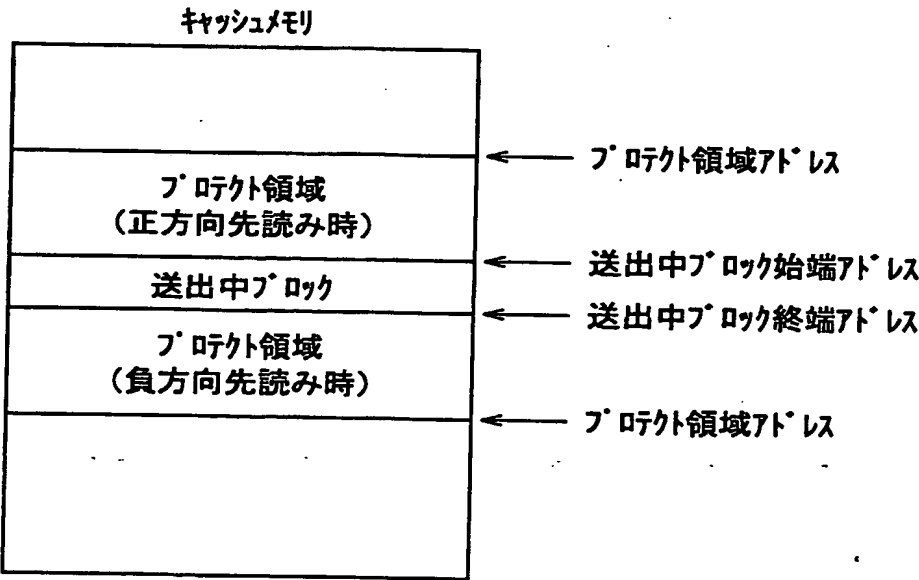 キャッシュメモリ
プロテクト領域アドレス
プロテクト領域
(正方向先読み時)
送出中ブロック始端アドレス
送出中ブロック
送出中ブロック終端アドレス
プロテクト領域
(負方向先読み時)
プロテクト領域アドレス